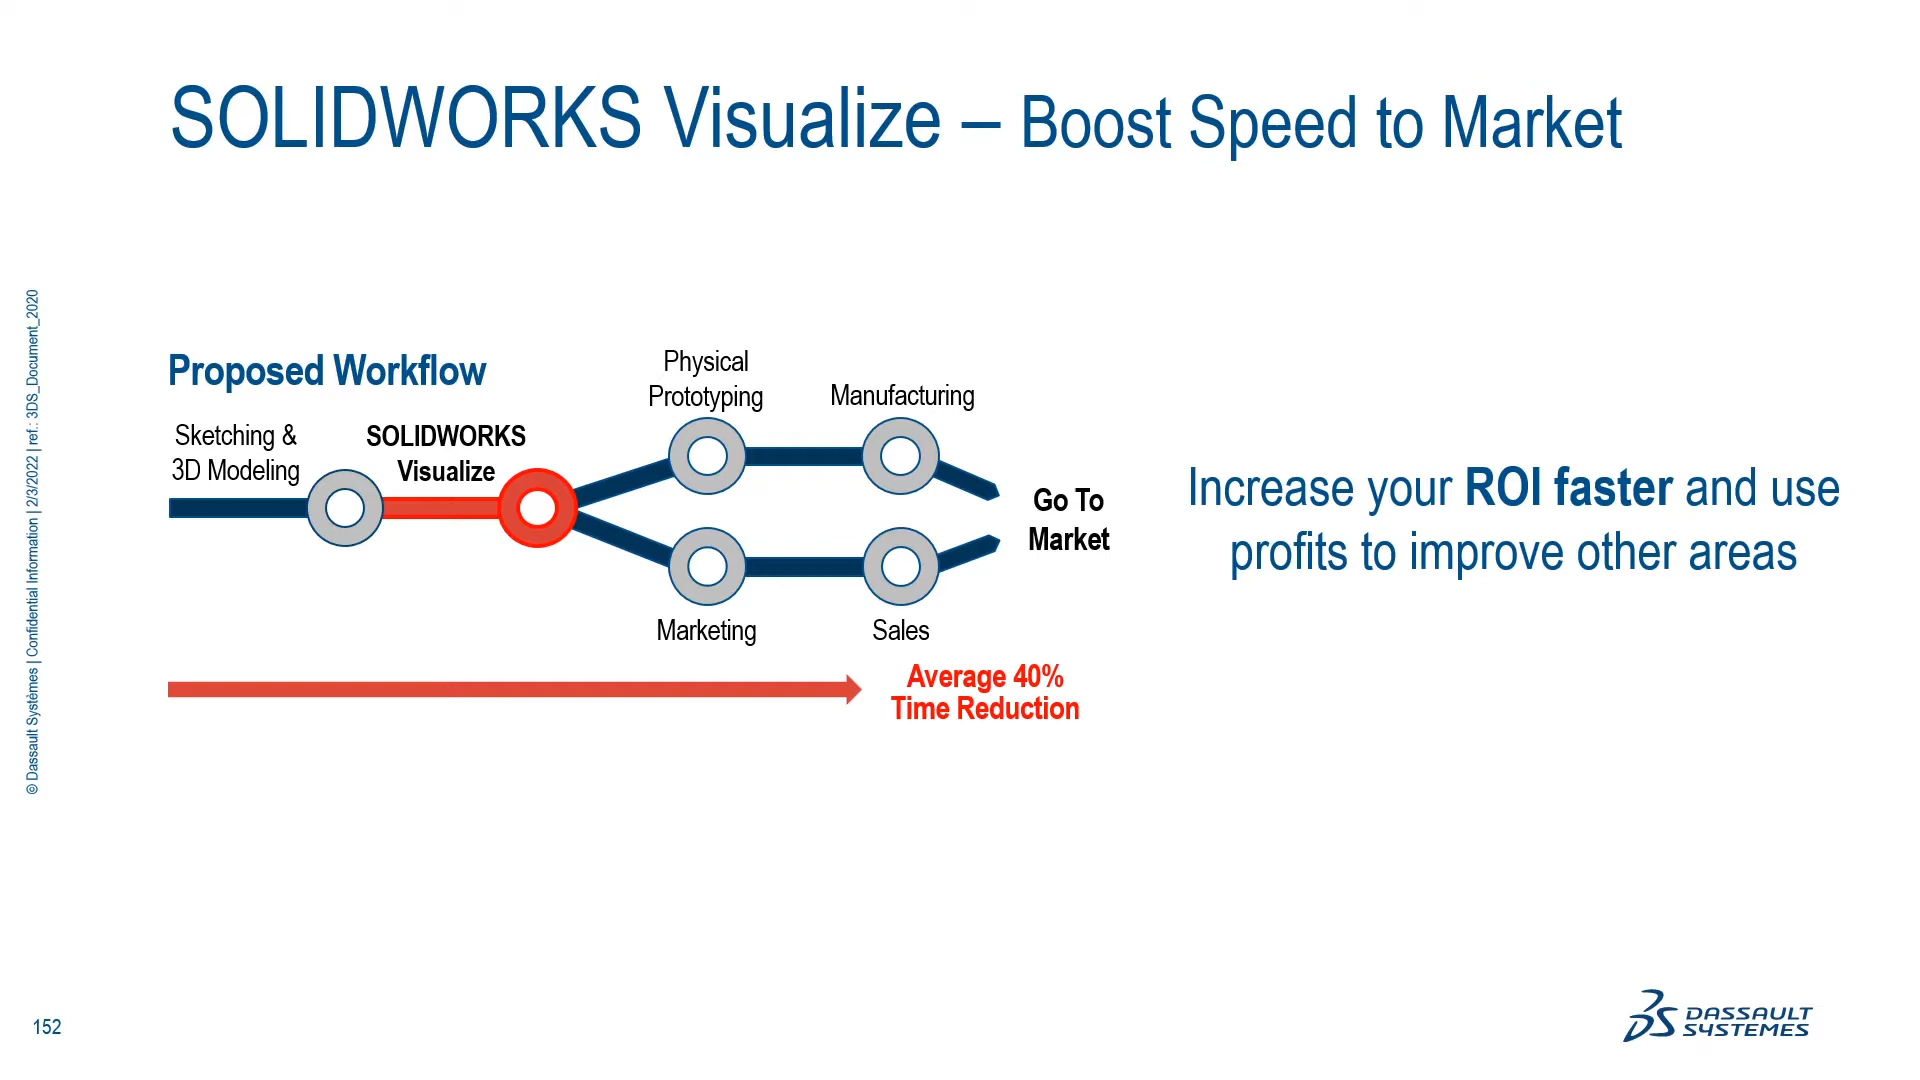 SOLIDWORKS Visualize – Boost Speed to Market
© Dassault Systèmes | Confidential Information | 2/3/2022 | ref.: 3DS_Document_2020
Proposed Workflow
Sketching &
3D Modeling
SOLIDWORKS
Visualize
Physical
Prototyping
Manufacturing
Marketing
Sales
Go To
Market
Average 40%
Time Reduction
Increase your ROI faster and use
profits to improve other areas
152
3DS DASSAULT
SYSTEMES